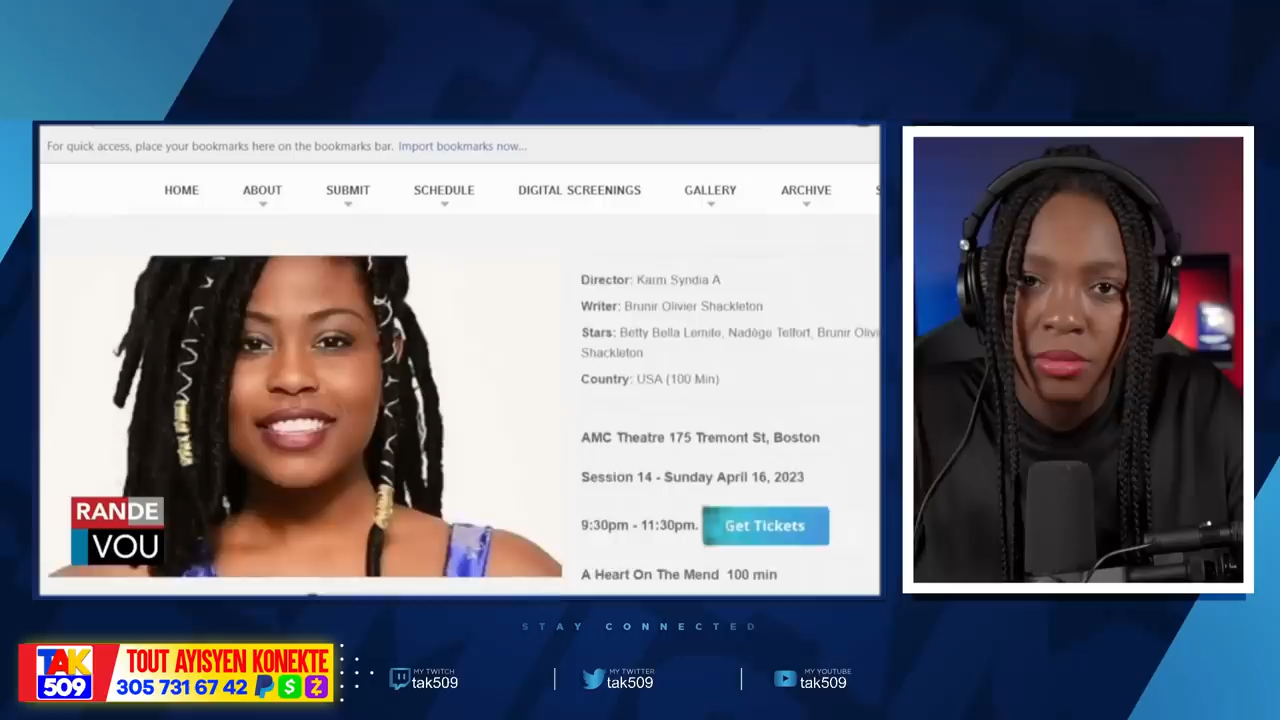 For quick access, place your bookmarks here on the bookmarks bar. Import bookmarks now...
HOME ABOUT SUBMIT SCHEDULE DIGITAL SCREENINGS GALLERY ARCHIVE S
Director: Karm Syndia A
Writer: Brunir Olivier Shackleton
Stars: Betty Bella Lemite, Nadège Telfort, Brunir Olivi
Shackleton
Country: USA (100 Min)
AMC Theatre 175 Tremont St, Boston
Session 14 - Sunday April 16, 2023
9:30pm - 11:30pm. Get Tickets
A Heart On The Mend 100 min
RANDE
VOU
STAY CONNECTED
TAK
509
TOUT AYISYEN KONEKTE
305 731 67 42
MY TWITCH
tak509
MY TWITTER
tak509
MY YOUTUBE
tak509